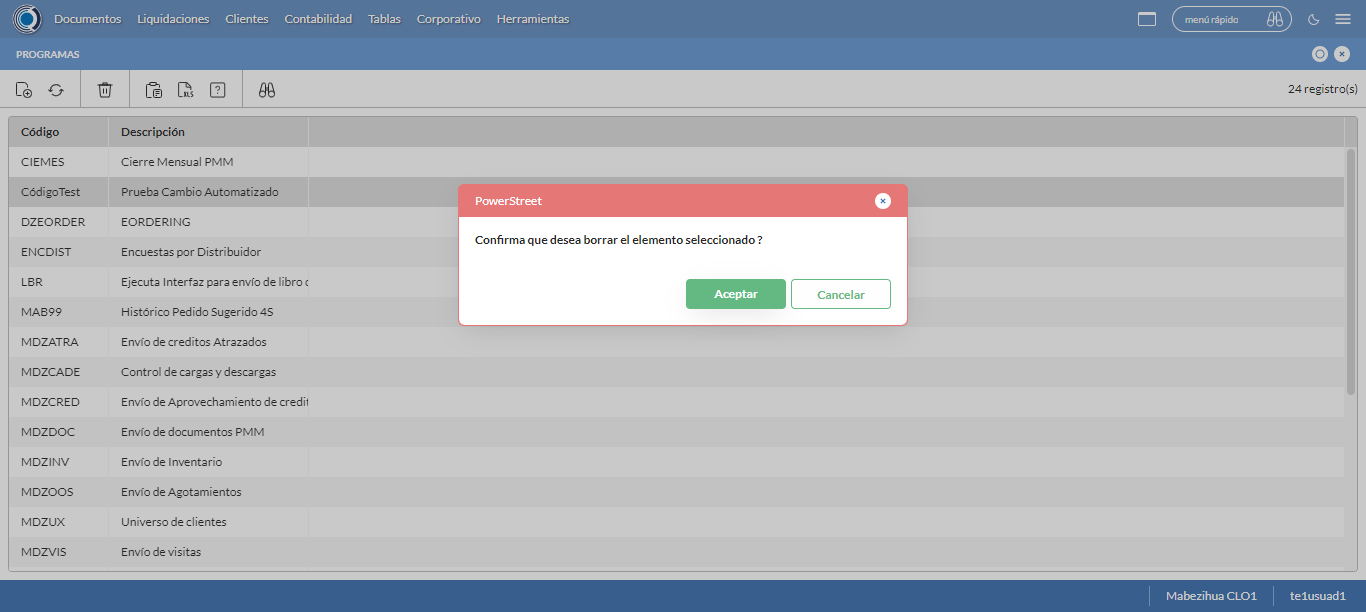 Documentos Liquidaciones Clientes Contabilidad Tablas Corporativo Herramientas menú rápido
PROGRAMAS
XLS ? 24 registro(s)
Código Descripción
CIEMES Cierre Mensual PMM
CódigoTest Prueba Cambio Automatizado
DZEORDER EORDERING
ENCDIST Encuestas por Distribuidor
LBR Ejecuta Interfaz para envío de libro
MAB99 Histórico Pedido Sugerido 4S
MDZATRA Envío de creditos Atrazados
MDZCADE Control de cargas y descargas
MDZCRED Envío de Aprovechamiento de credit
MDZDOC Envío de documentos PMM
MDZINV Envío de Inventario
MDZOOS Envío de Agotamientos
MDZUX Universo de clientes
MDZVIS Envío de visitas
PowerStreet
Confirma que desea borrar el elemento seleccionado ?
Aceptar Cancelar
Mabezihua CLO1 te1usuad1